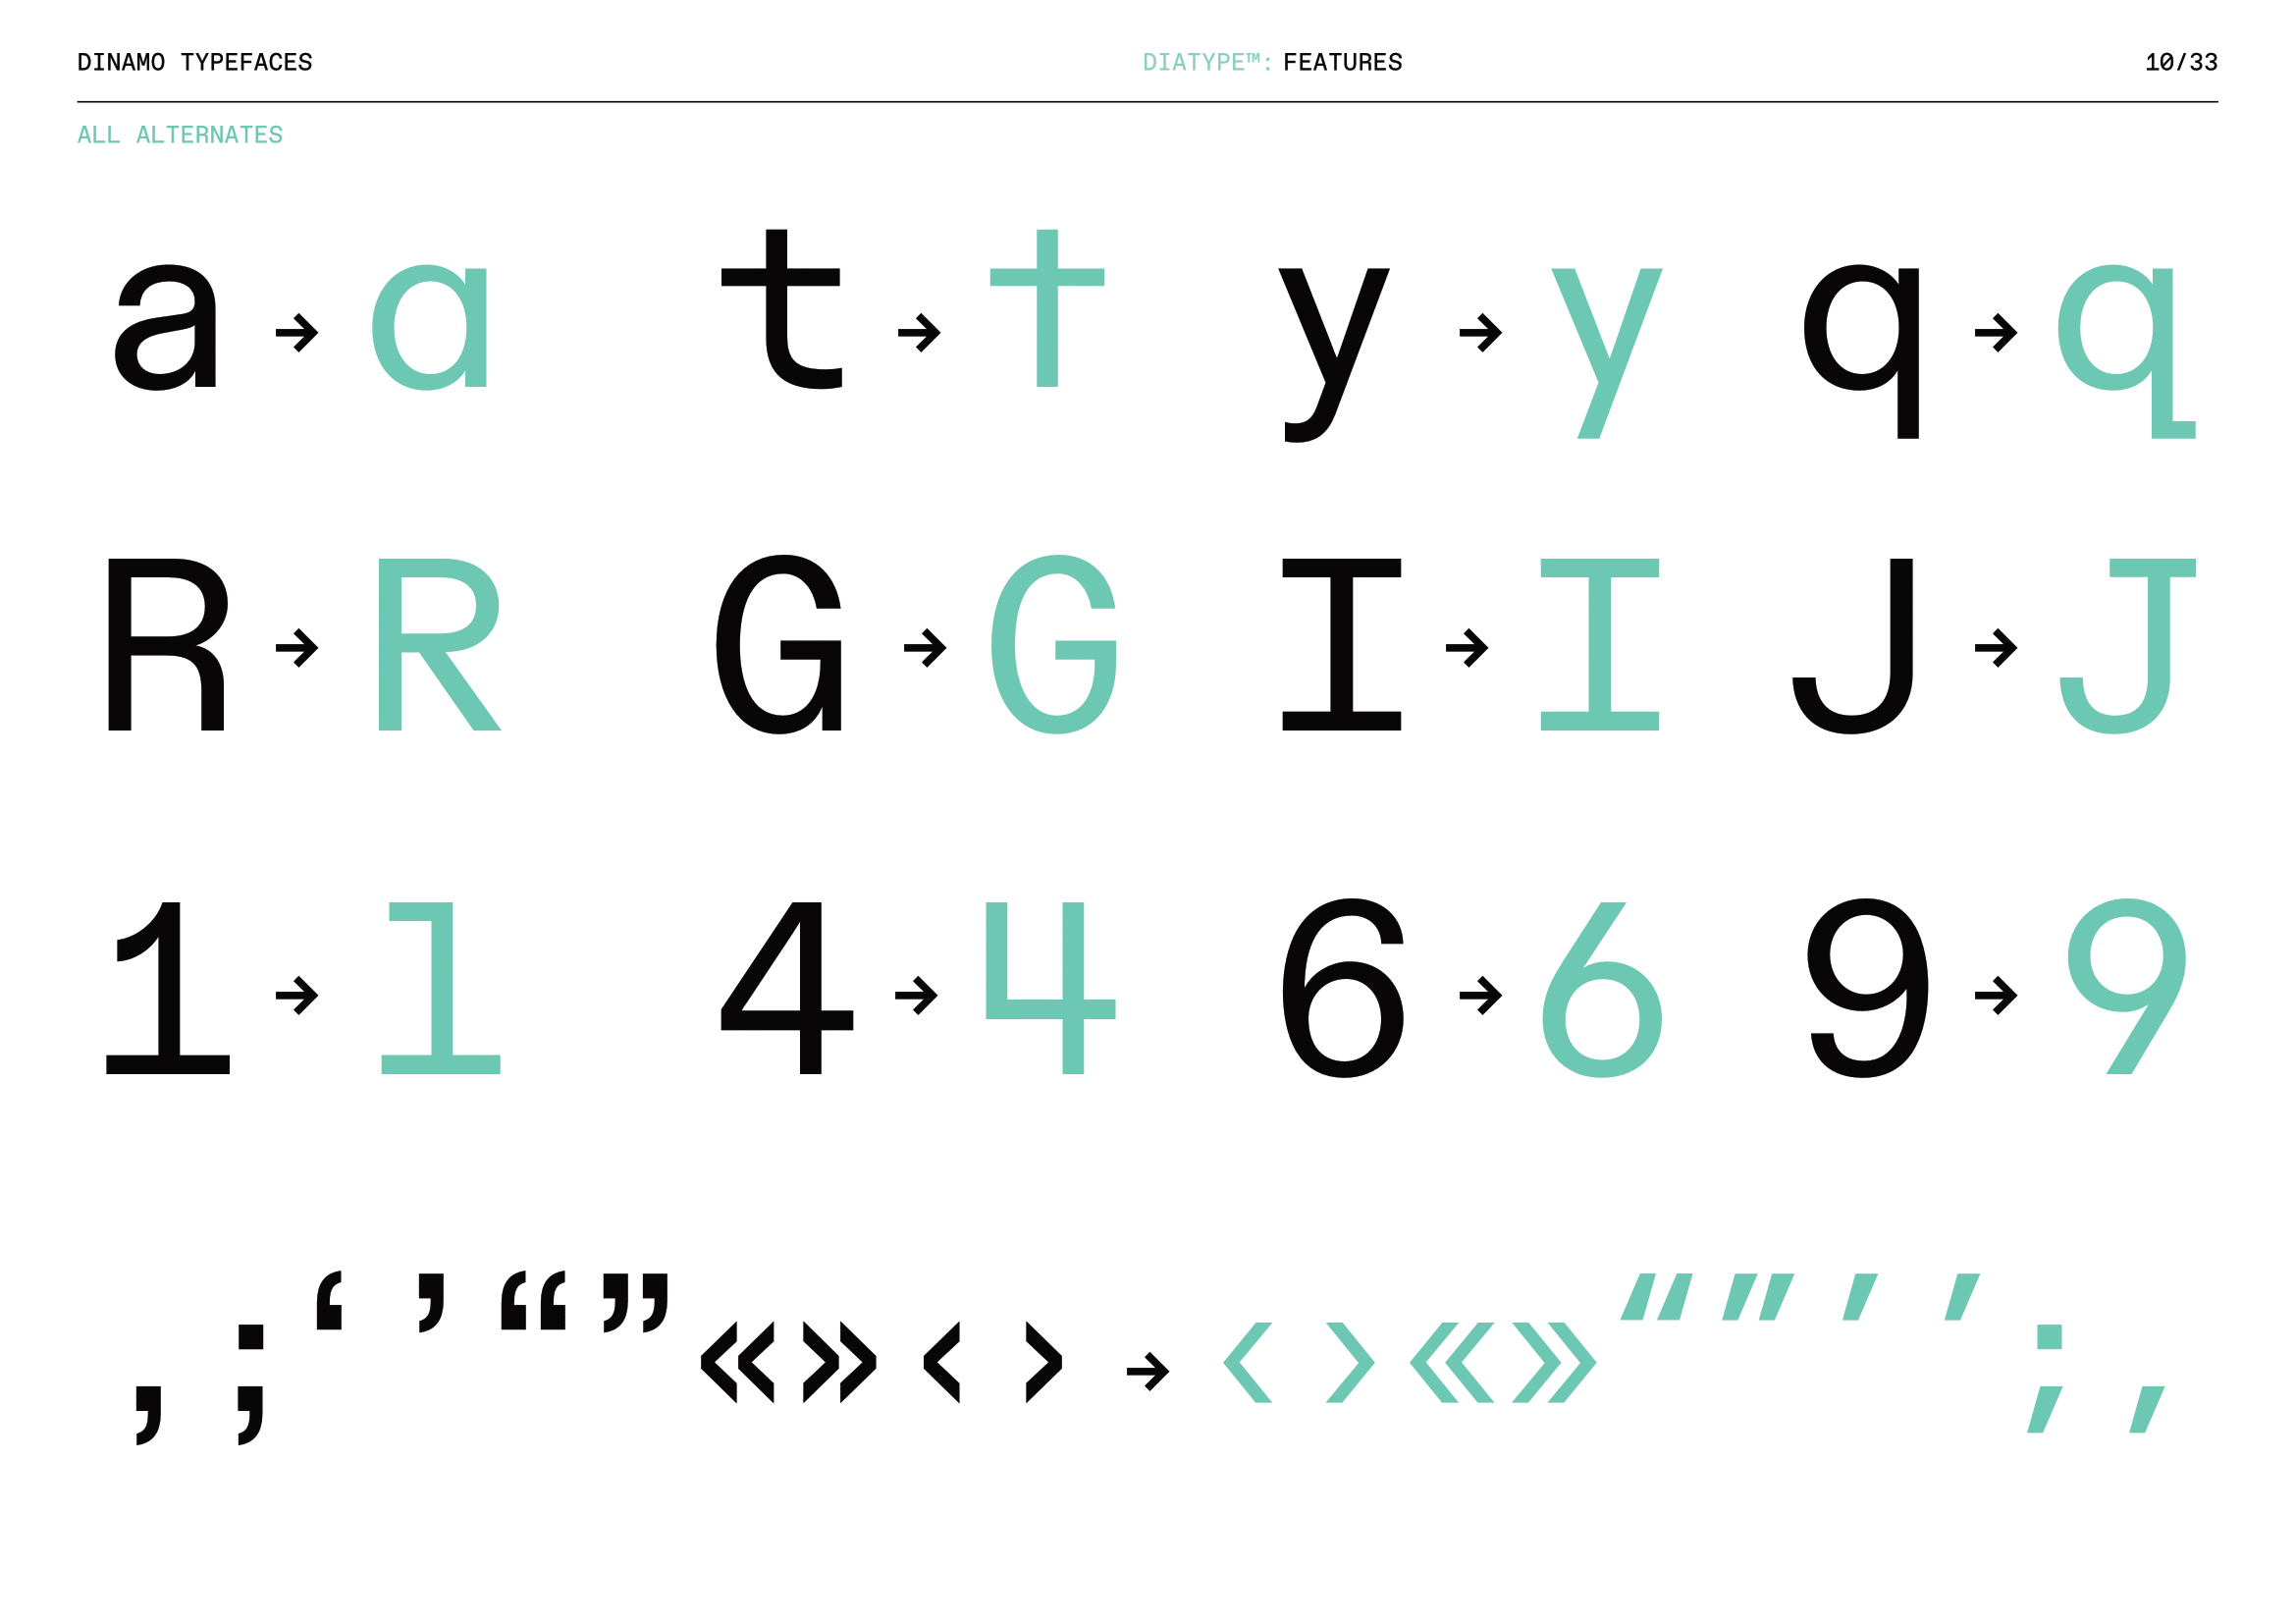 DINAMO TYPEFACES DIATYPE™: FEATURES 10/33
ALL ALTERNATES
a → a t → t y → y q → q
R → R G → G I → I J → J
1 → 1 4 → 4 6 → 6 9 → 9
, ; ‘ ’ “ ” « » ‹ › → ‹ › « » “ ” ‘ ’ ; ,